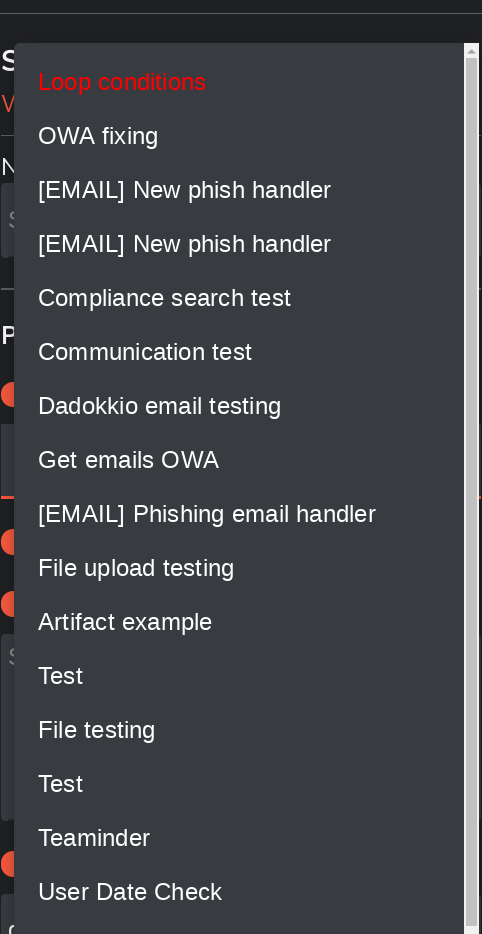 Loop conditions
OWA fixing
[EMAIL] New phish handler
[EMAIL] New phish handler
Compliance search test
Communication test
Dadokkio email testing
Get emails OWA
[EMAIL] Phishing email handler
File upload testing
Artifact example
Test
File testing
Test
Teaminder
User Date Check